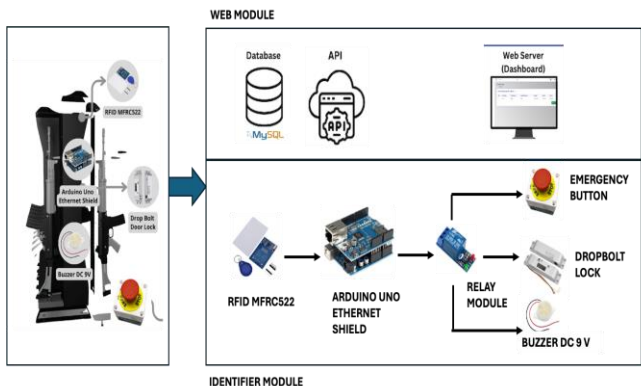 WEB MODULE
Database
API
Web Server
(Dashboard)
MySQL
API
RFID MFRC522
Arduino Uno
Ethernet Shield
Drop Bolt
Door Lock
Buzzer DC 9V
EMERGENCY
BUTTON
DROPBOLT
LOCK
RFID MFRC522
ARDUINO UNO
ETHERNET
SHIELD
RELAY
MODULE
BUZZER DC 9 V
IDENTIFIER MODULE